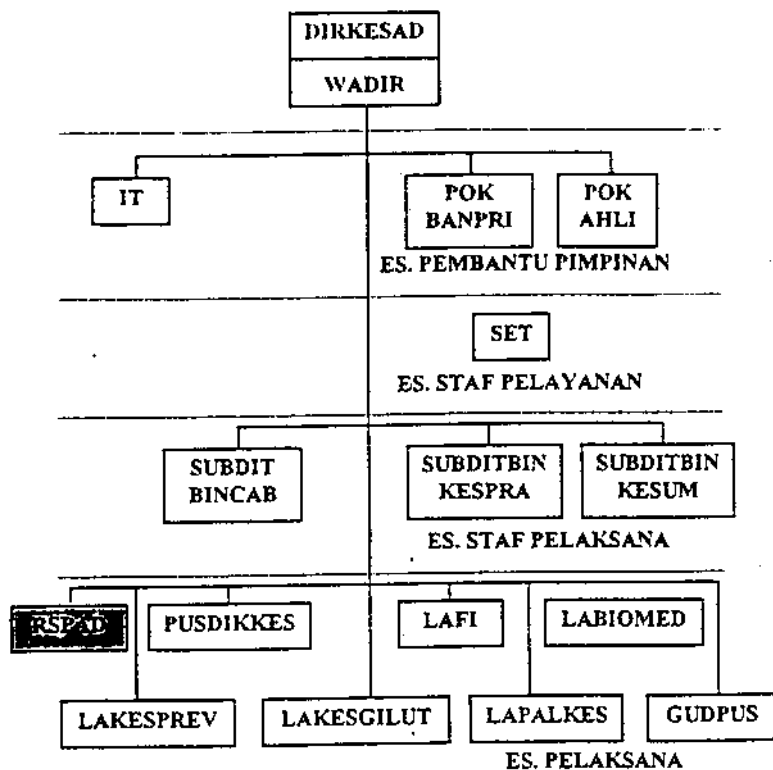 DIRKESAD
WADIR
IT
POK
BANPRI
POK
AHLI
ES. PEMBANTU PIMPINAN
SET
ES. STAF PELAYANAN
SUBDIT
BINCAB
SUBDITBIN
KESPRA
SUBDITBIN
KESUM
ES. STAF PELAKSANA
RSPAD
PUSDIKKES
LAFI
LABIOMED
LAKESPREV
LAKESGILUT
LAPALKES
GUDPUS
ES. PELAKSANA